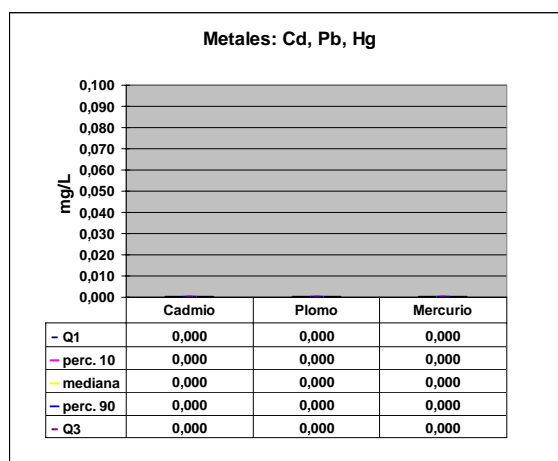 Metales: Cd, Pb, Hg
mg/L
0,100
0,090
0,080
0,070
0,060
0,050
0,040
0,030
0,020
0,010
0,000
Cadmio Plomo Mercurio
Q1 0,000 0,000 0,000
perc. 10 0,000 0,000 0,000
mediana 0,000 0,000 0,000
perc. 90 0,000 0,000 0,000
Q3 0,000 0,000 0,000